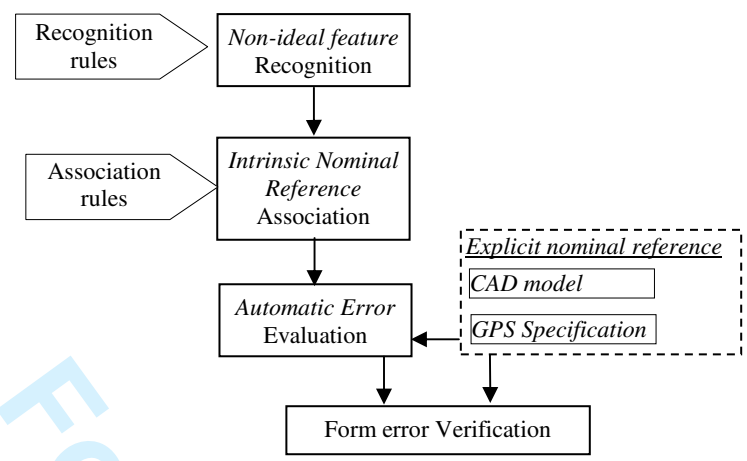 Recognition
rules
Non-ideal feature
Recognition
Association
rules
Intrinsic Nominal
Reference
Association
Explicit nominal reference
CAD model
GPS Specification
Automatic Error
Evaluation
Form error Verification